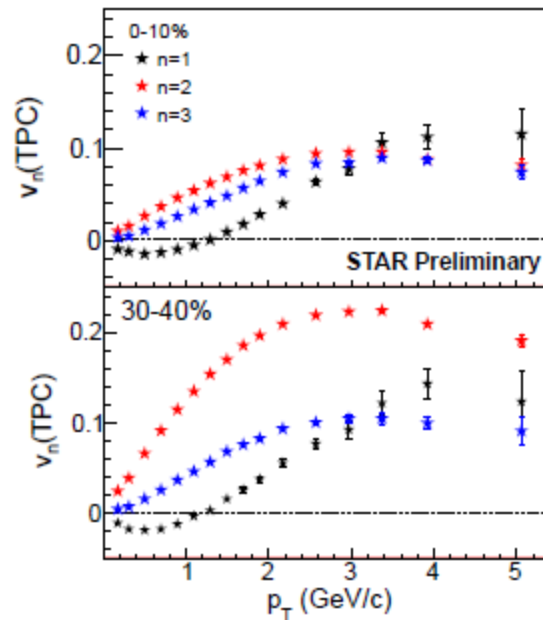 0-10%
n=1
n=2
n=3
0.2
0.1
0
v_n(TPC)
STAR Preliminary
30-40%
0.2
0.1
0
v_n(TPC)
1 2 3 4 5
p_T (GeV/c)